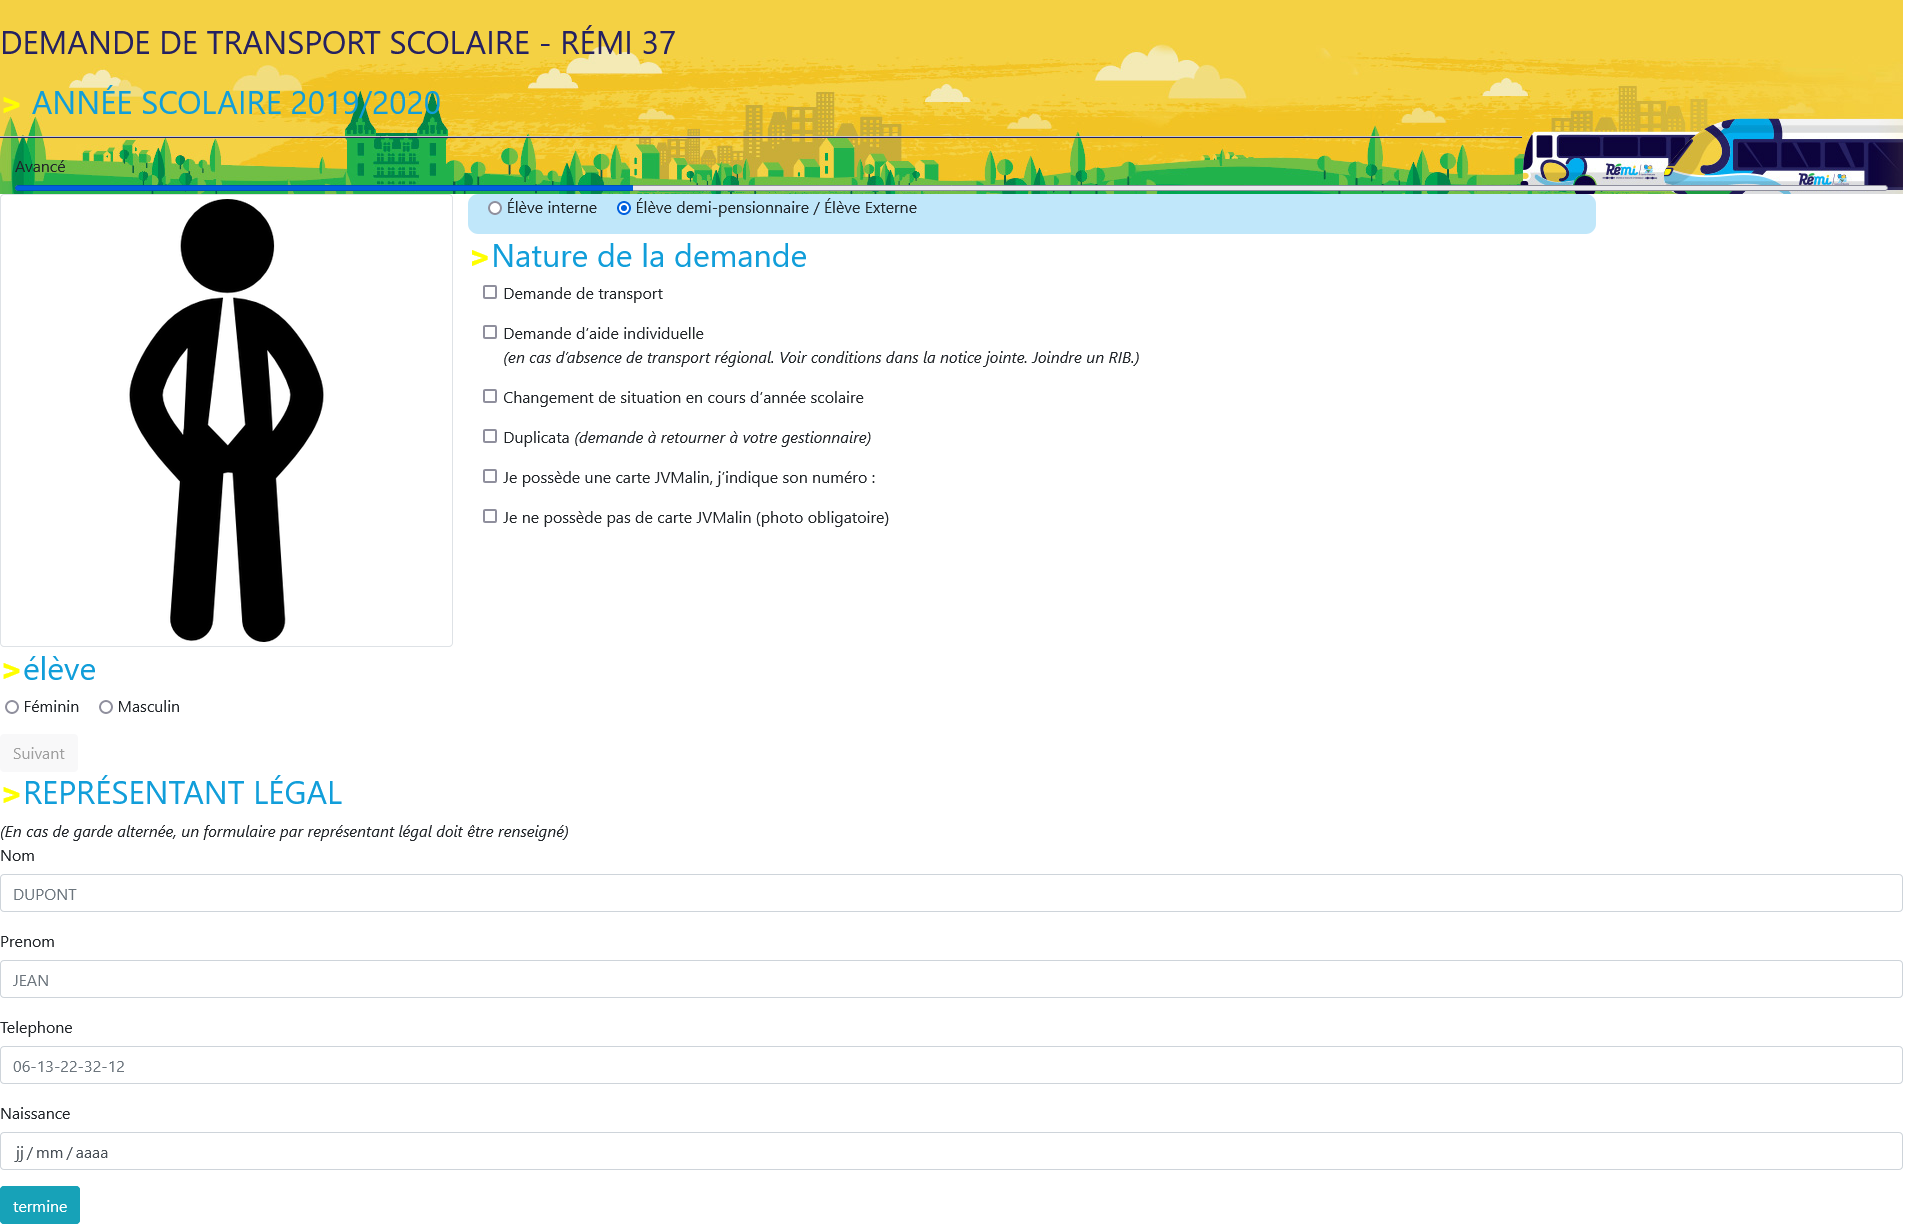 DEMANDE DE TRANSPORT SCOLAIRE - RÉMI 37
> ANNÉE SCOLAIRE 2019/2020
Avancé
Rémi
Rémi
Élève interne Élève demi-pensionnaire / Élève Externe
>Nature de la demande
Demande de transport
Demande d’aide individuelle
(en cas d’absence de transport régional. Voir conditions dans la notice jointe. Joindre un RIB.)
Changement de situation en cours d’année scolaire
Duplicata (demande à retourner à votre gestionnaire)
Je possède une carte JVMalin, j’indique son numéro :
Je ne possède pas de carte JVMalin (photo obligatoire)
>élève
Féminin Masculin
Suivant
>REPRÉSENTANT LÉGAL
(En cas de garde alternée, un formulaire par représentant légal doit être renseigné)
Nom
DUPONT
Prenom
JEAN
Telephone
06-13-22-32-12
Naissance
jj / mm / aaaa
termine